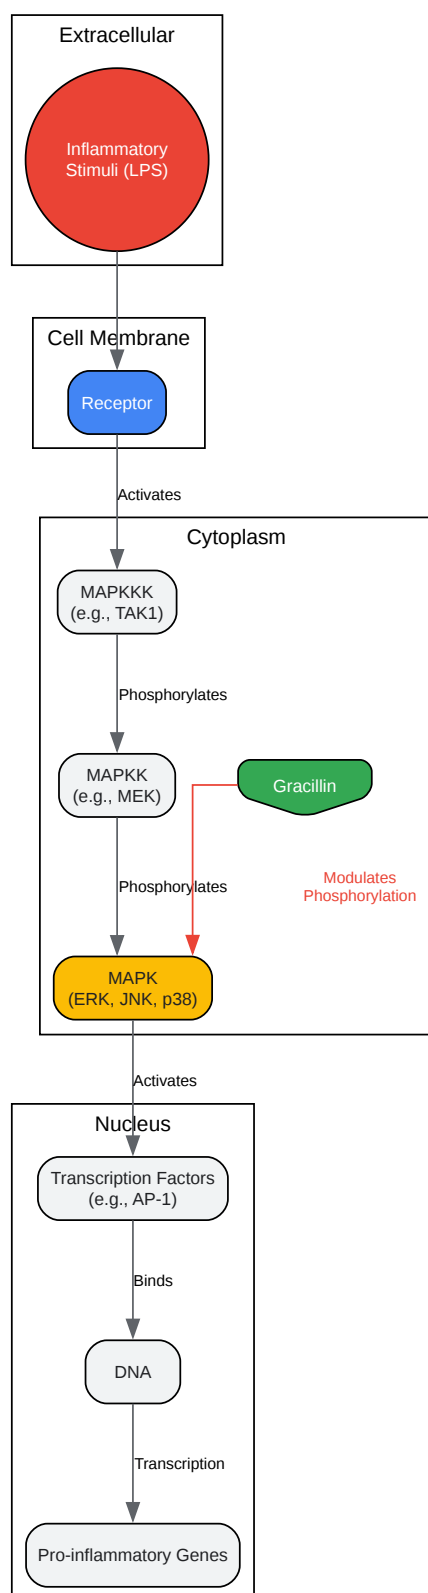 Extracellular
Inflammatory
Stimuli (LPS)
Cell Membrane
Receptor
Activates
Cytoplasm
MAPKKK
(e.g., TAK1)
Phosphorylates
MAPKK
(e.g., MEK)
Gracillin
Phosphorylates
Modulates
Phosphorylation
MAPK
(ERK, JNK, p38)
Activates
Nucleus
Transcription Factors
(e.g., AP-1)
Binds
DNA
Transcription
Pro-inflammatory Genes